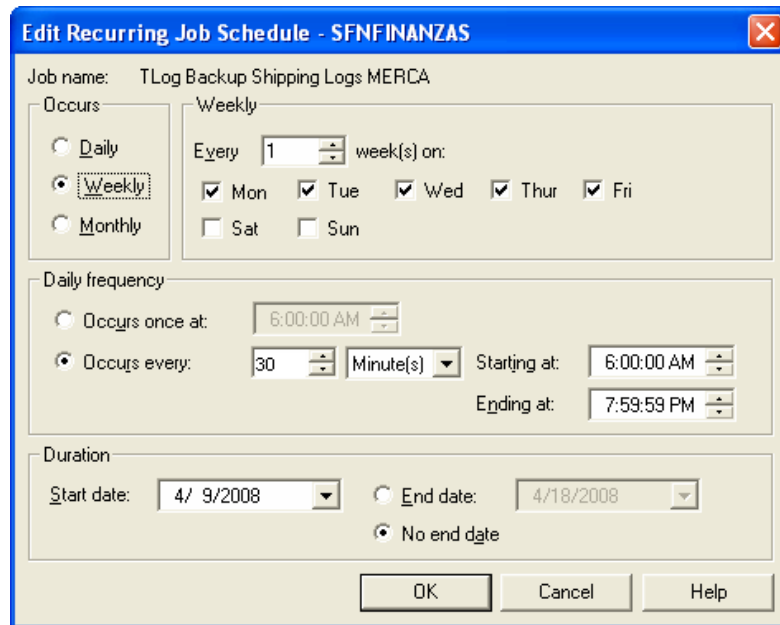 Edit Recurring Job Schedule - SFNFINANZAS
Job name: TLog Backup Shipping Logs MERCA
Occurs
Daily
Weekly
Monthly
Weekly
Every 1 week(s) on:
Mon Tue Wed Thur Fri
Sat Sun
Daily frequency
Occurs once at: 6:00:00 AM
Occurs every: 30 Minute(s) Starting at: 6:00:00 AM
Ending at: 7:59:59 PM
Duration
Start date: 4/ 9/2008 End date: 4/18/2008
No end date
OK Cancel Help